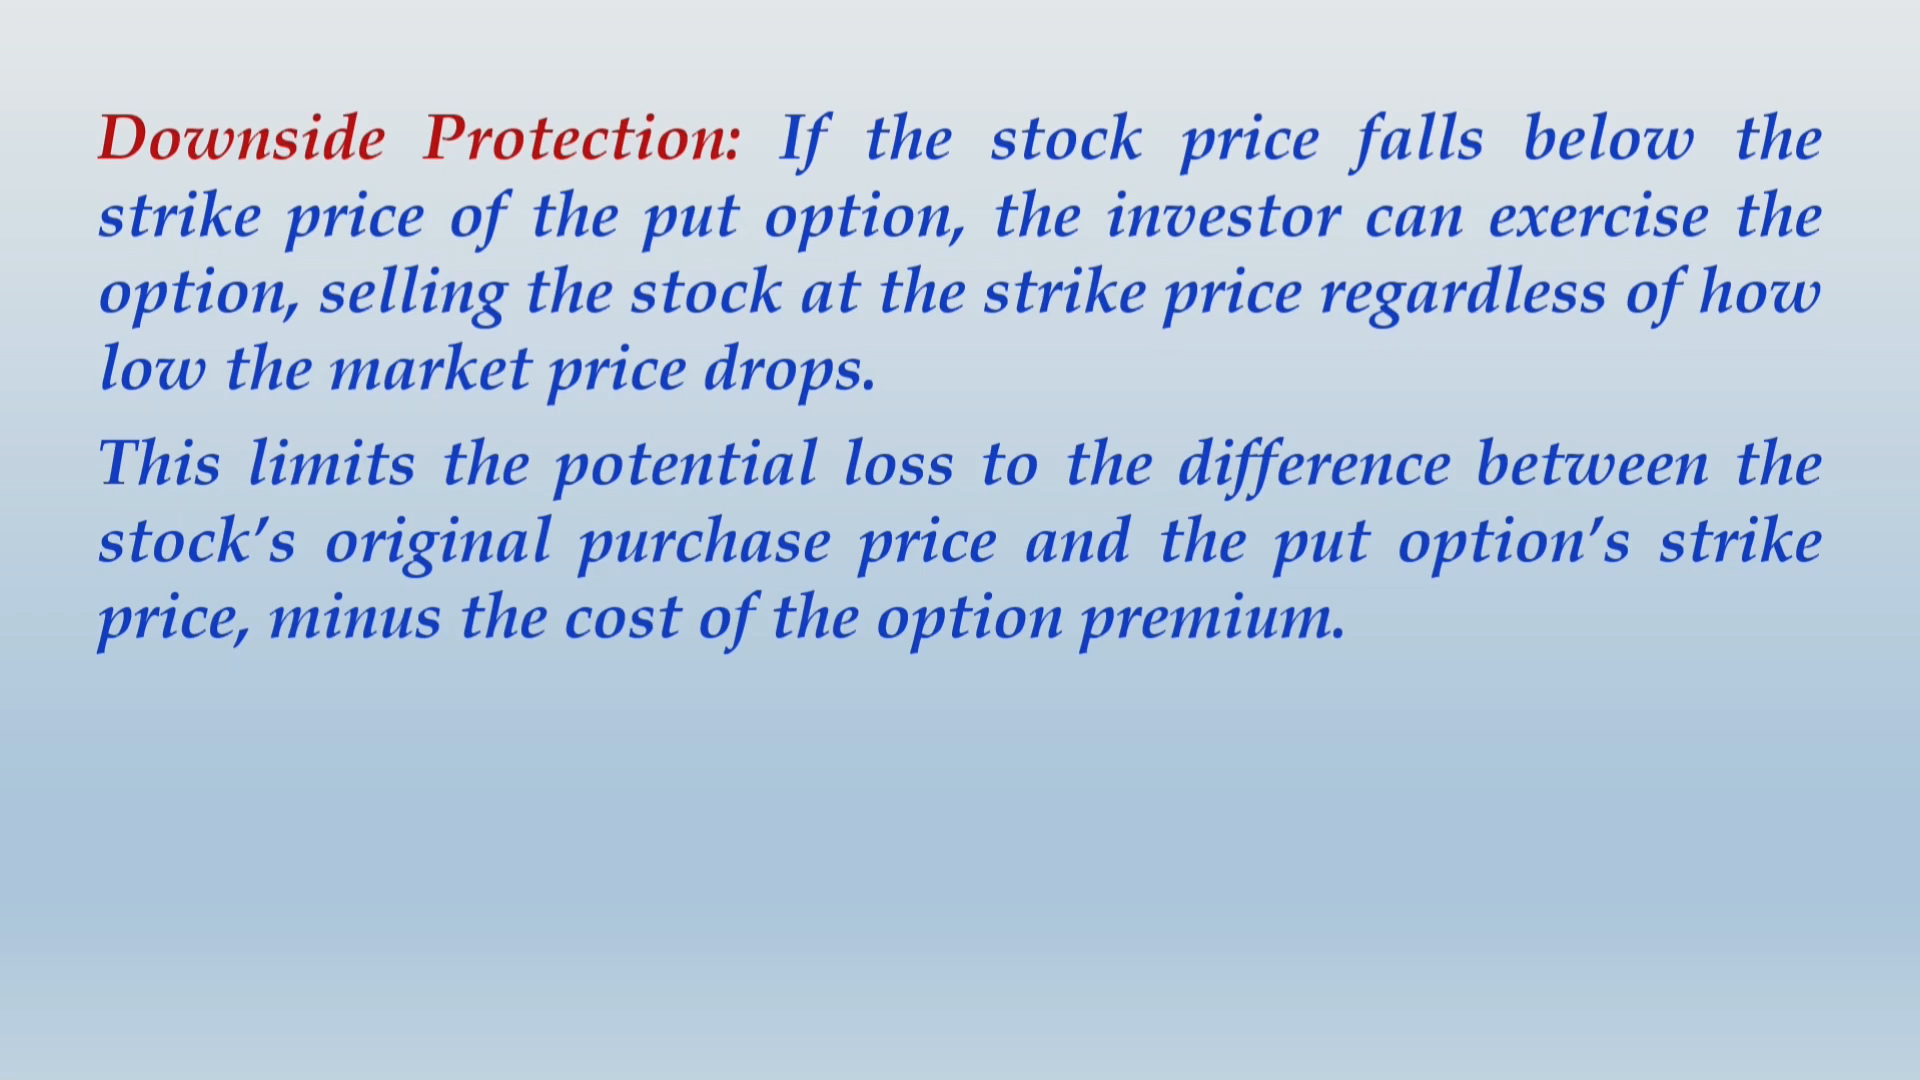 Downside Protection: If the stock price falls below the
strike price of the put option, the investor can exercise the
option, selling the stock at the strike price regardless of how
low the market price drops.
This limits the potential loss to the difference between the
stock’s original purchase price and the put option’s strike
price, minus the cost of the option premium.